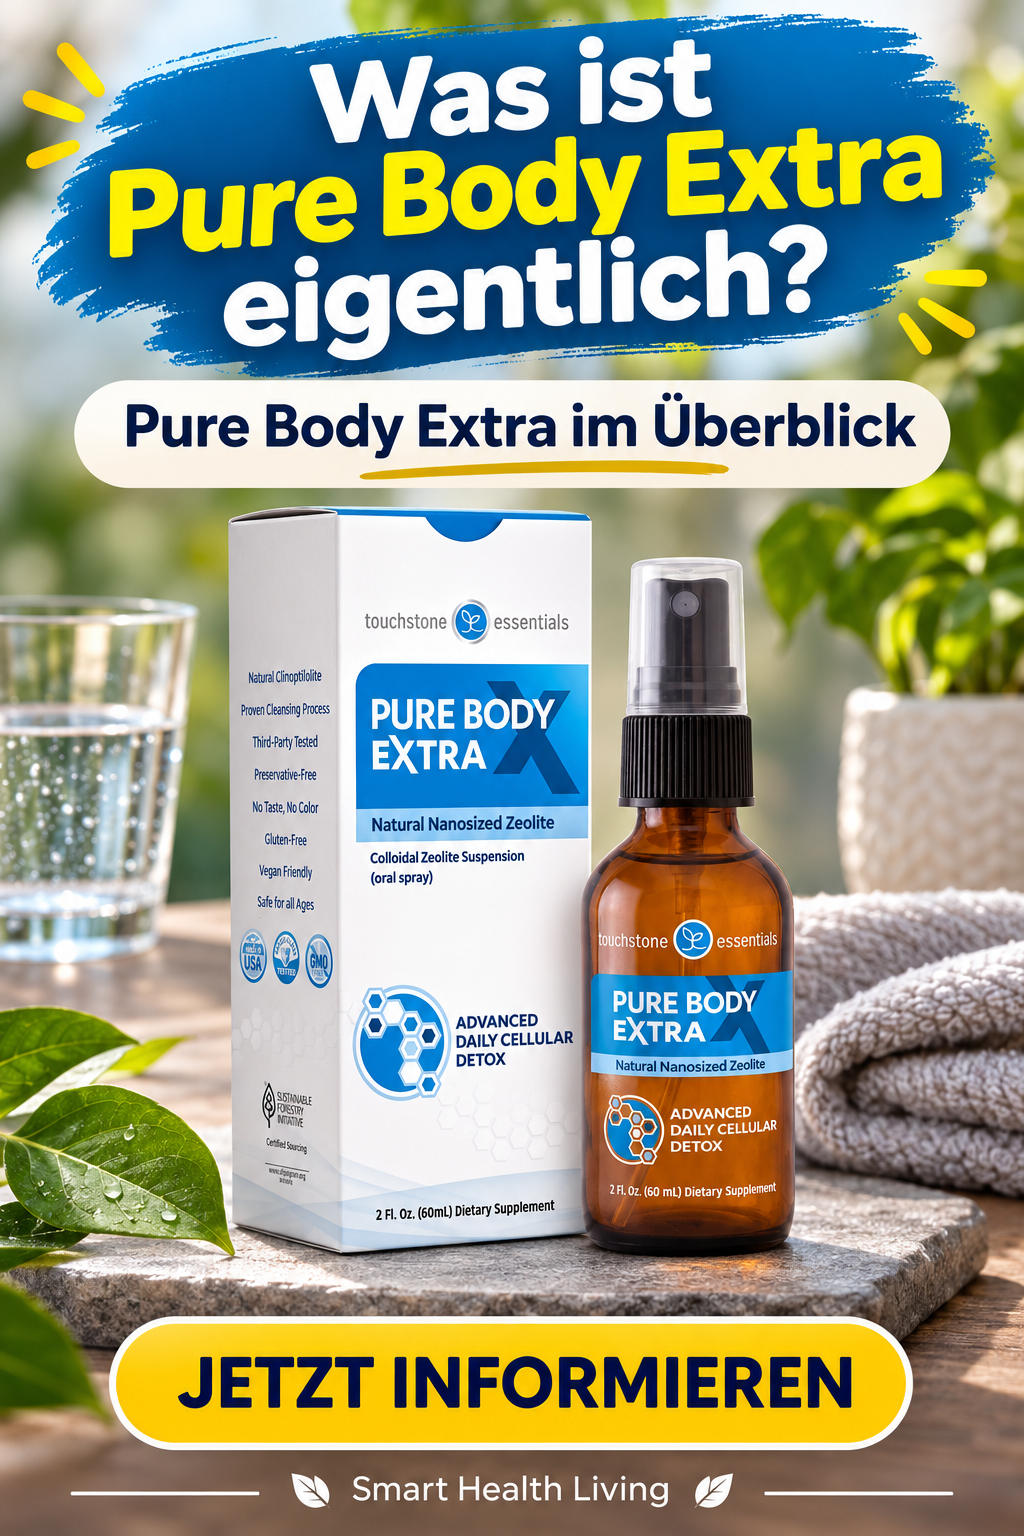 Was ist
Pure Body Extra
eigentlich?
Pure Body Extra im Überblick
touchstone essentials
PURE BODY
EXTRA
X
Natural Nanosized Zeolite
Colloidal Zeolite Suspension
(oral spray)
ADVANCED
DAILY CELLULAR
DETOX
2 Fl. Oz. (60mL) Dietary Supplement
Natural Clinoptilolite
Proven Cleansing Process
Third-Party Tested
Preservative-Free
No Taste, No Color
Gluten-Free
Vegan Friendly
Safe for all Ages
USA
TESTED
GMO
SUSTAINABLE
FORESTRY
INITIATIVE
Certified Sourcing
touchstone essentials
PURE BODY
EXTRA
X
Natural Nanosized Zeolite
ADVANCED
DAILY CELLULAR
DETOX
2 Fl. Oz. (60 mL) Dietary Supplement
JETZT INFORMIEREN
Smart Health Living